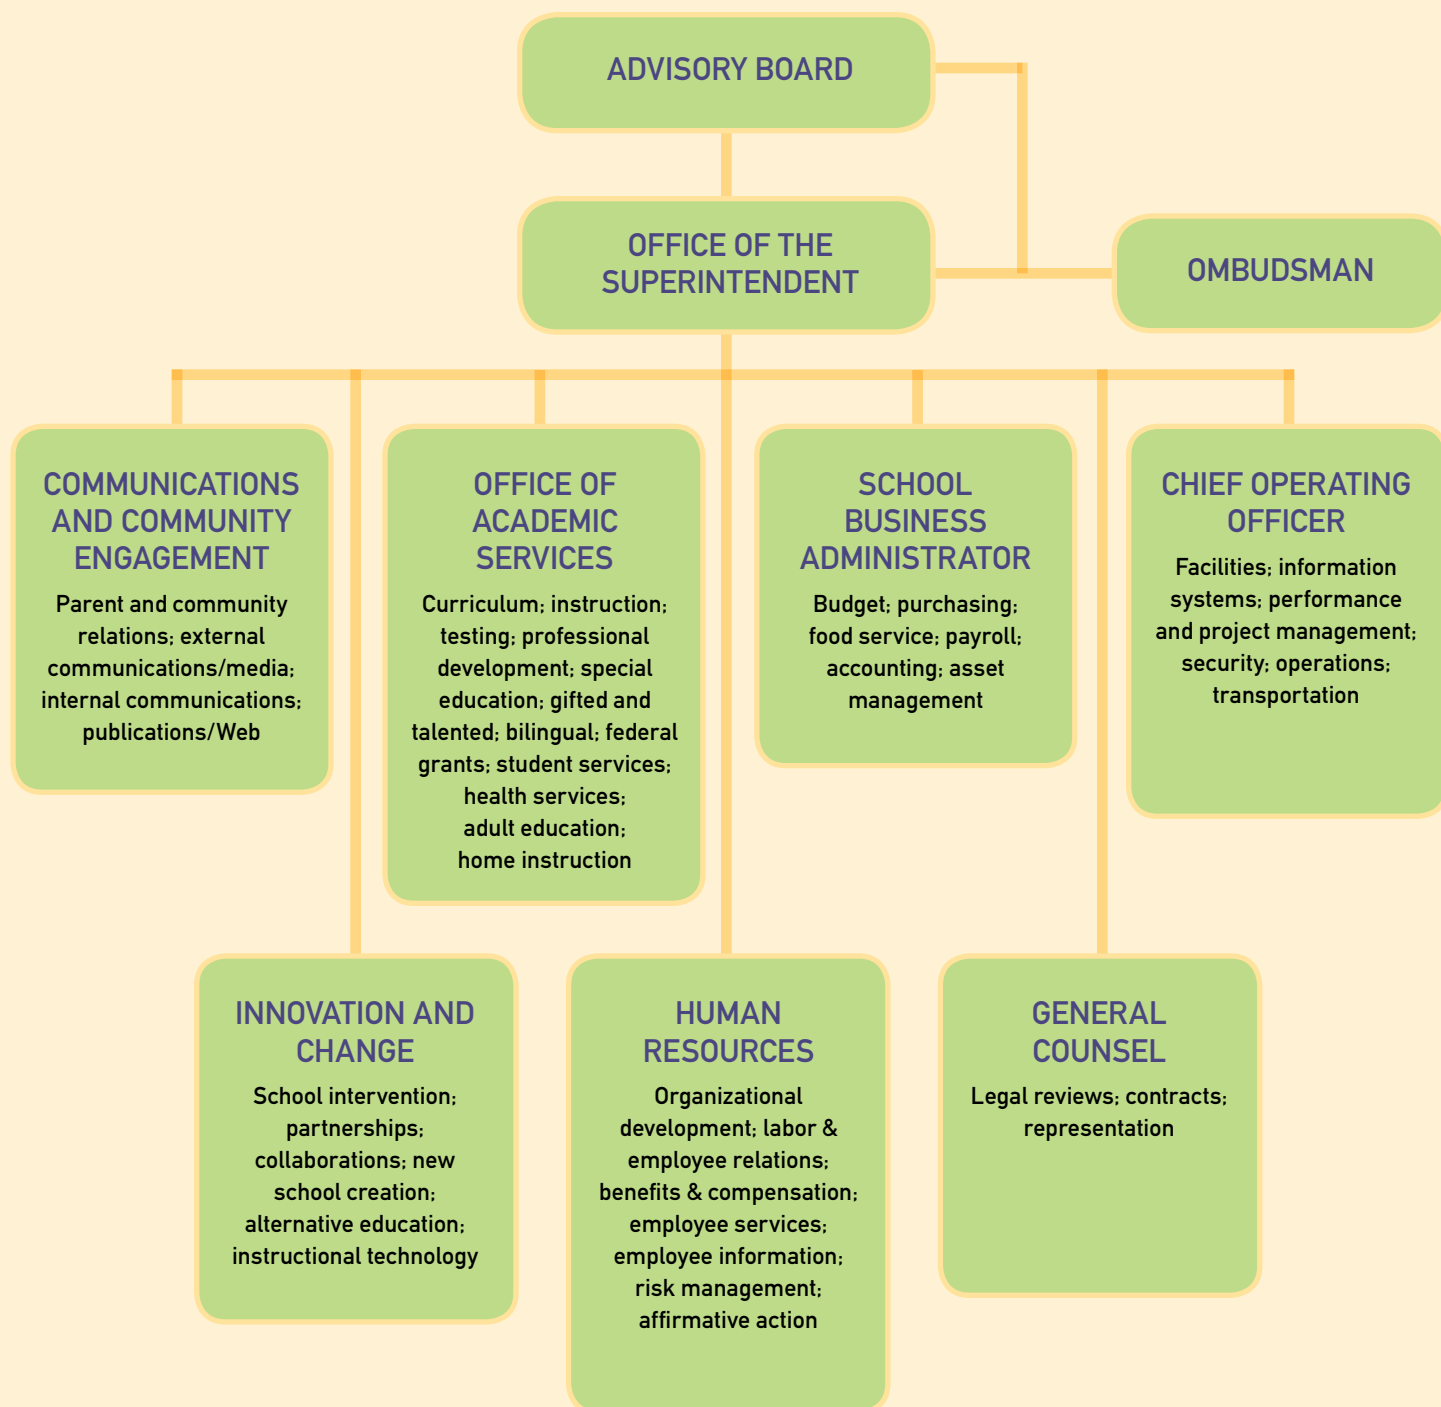 ADVISORY BOARD
OFFICE OF THE
SUPERINTENDENT
OMBUDSMAN
COMMUNICATIONS
AND COMMUNITY
ENGAGEMENT
Parent and community
relations; external
communications/media;
internal communications;
publications/Web
OFFICE OF
ACADEMIC
SERVICES
Curriculum; instruction;
testing; professional
development; special
education; gifted and
talented; bilingual; federal
grants; student services;
health services;
adult education;
home instruction
SCHOOL
BUSINESS
ADMINISTRATOR
Budget; purchasing;
food service; payroll;
accounting; asset
management
CHIEF OPERATING
OFFICER
Facilities; information
systems; performance
and project management;
security; operations;
transportation
INNOVATION AND
CHANGE
School intervention;
partnerships;
collaborations; new
school creation;
alternative education;
instructional technology
HUMAN
RESOURCES
Organizational
development; labor &
employee relations;
benefits & compensation;
employee services;
employee information;
risk management;
affirmative action
GENERAL
COUNSEL
Legal reviews; contracts;
representation